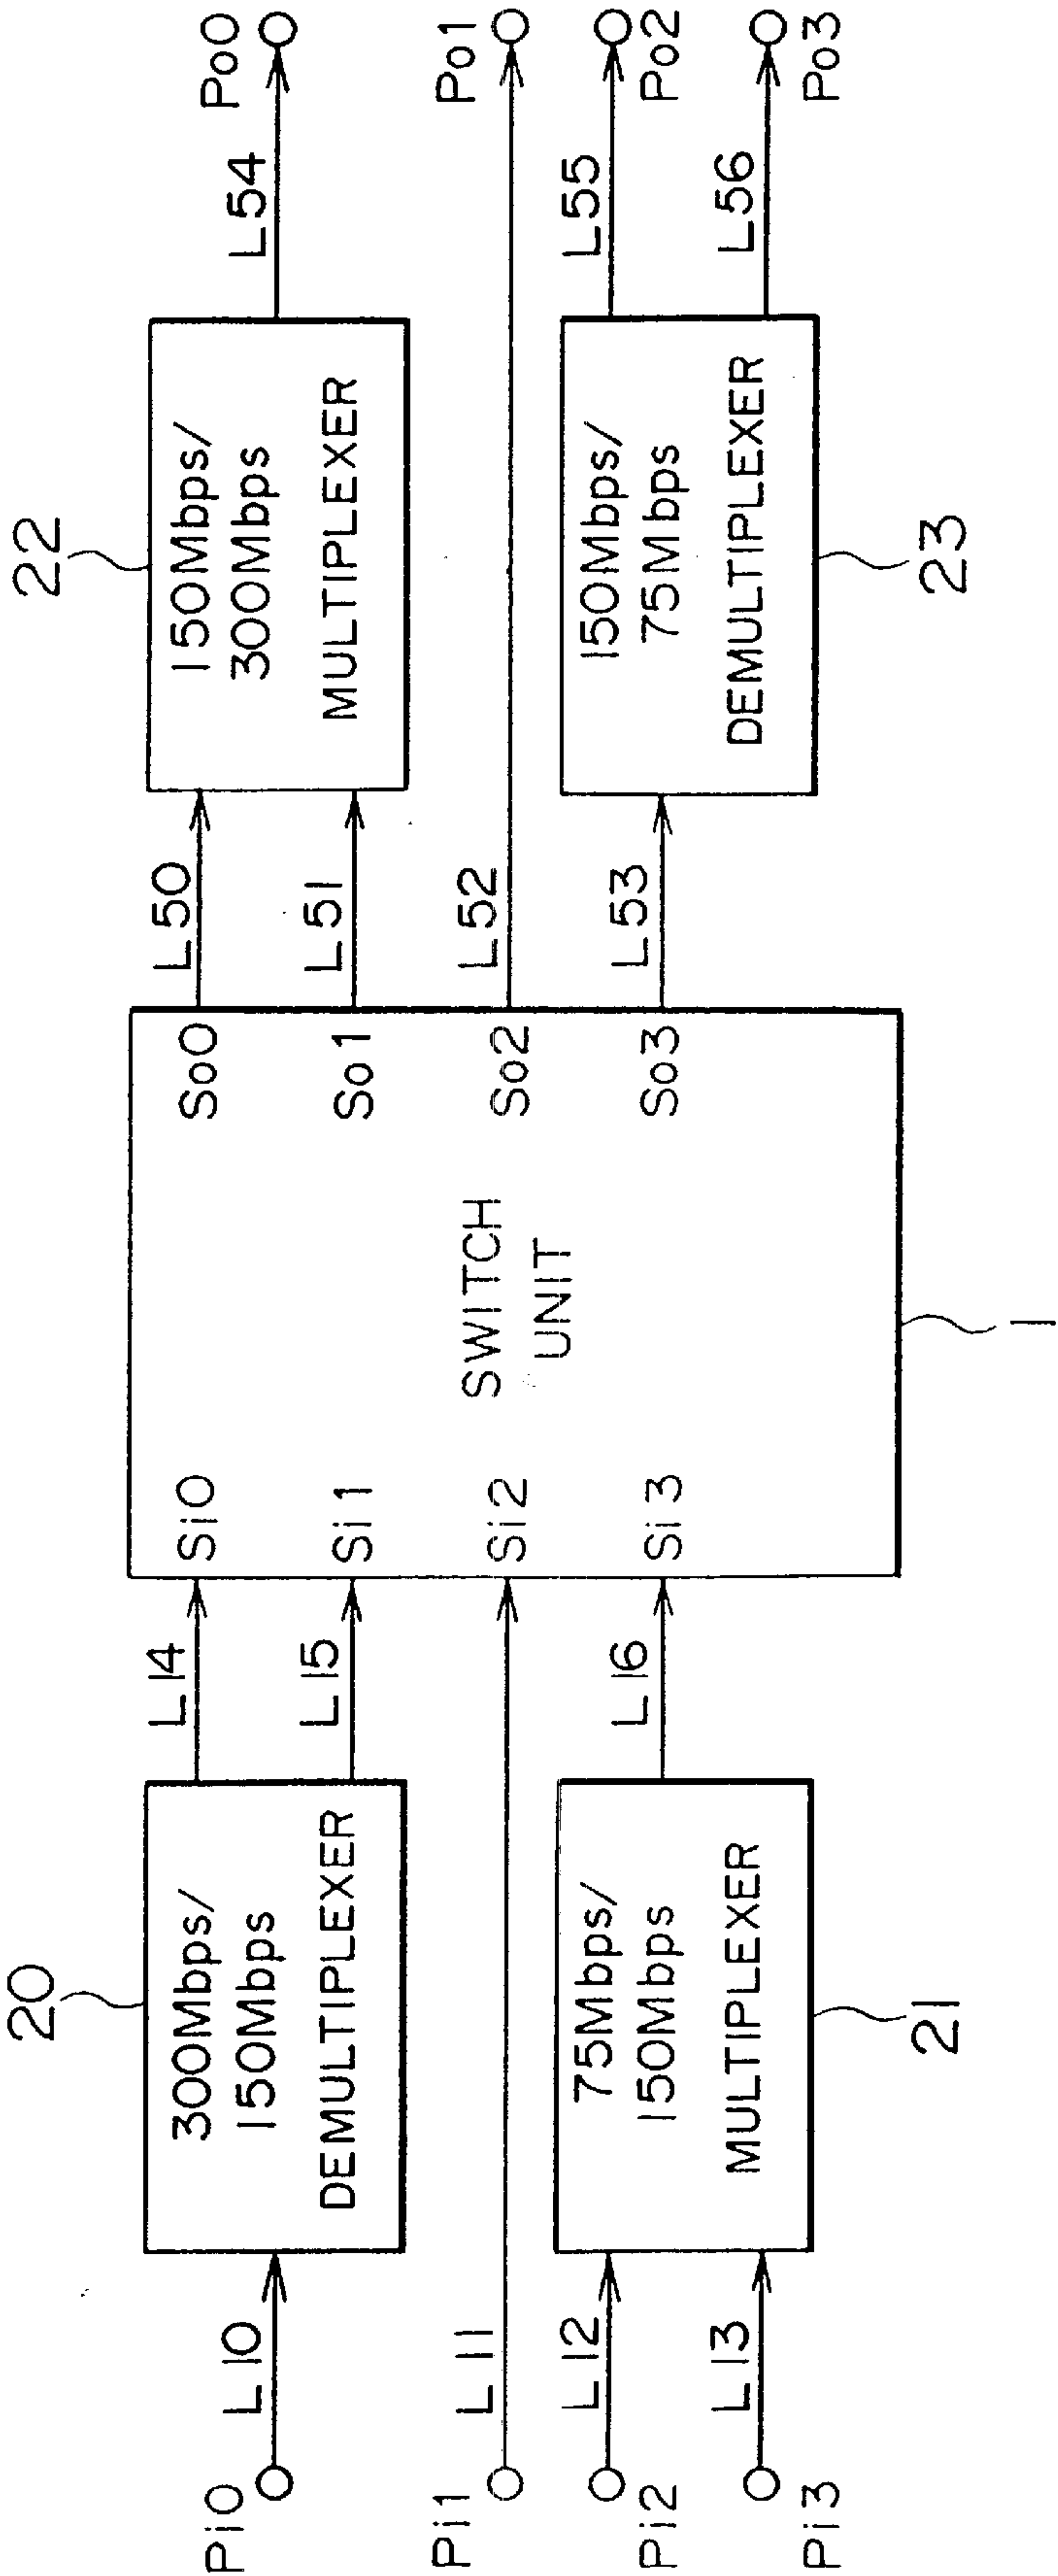 Pi0
L10
Pi1
L11
Pi2
L12
Pi3
L13
20
300Mbps/
150Mbps
DEMULTIPLEXER
75Mbps/
150Mbps
MULTIPLEXER
21
L14
L15
L16
Si0
Si1
Si2
Si3
SWITCH
UNIT
1
So0
So1
So2
So3
L50
L51
L52
L53
22
150Mbps/
300Mbps
MULTIPLEXER
150Mbps/
75Mbps
DEMULTIPLEXER
23
L54
L55
L56
Po0
Po1
Po2
Po3